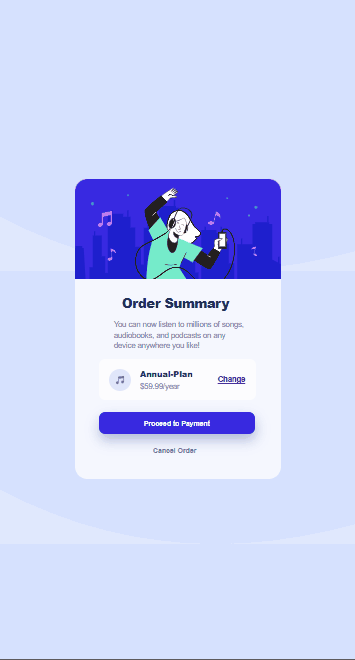 Order Summary
You can now listen to millions of songs,
audiobooks, and podcasts on any
device anywhere you like!
Annual-Plan
$59.99/year
Change
Proceed to Payment
Cancel Order